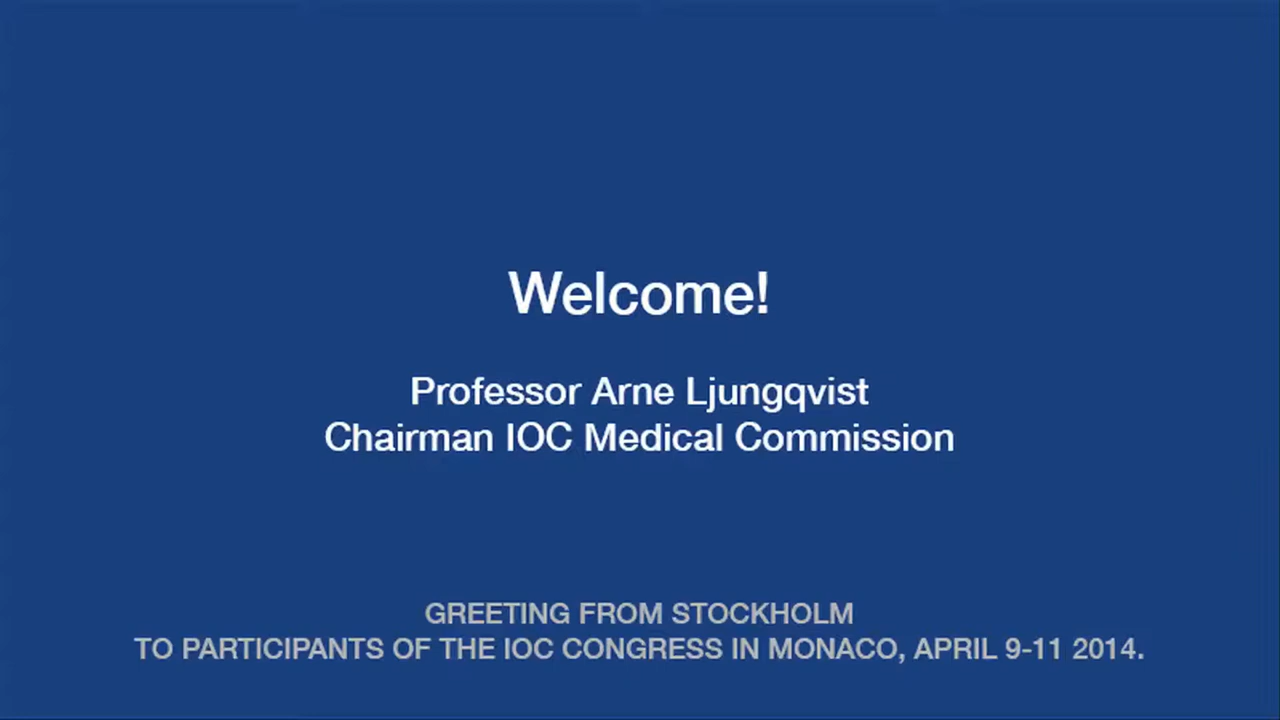 Welcome!
Professor Arne Ljungqvist
Chairman IOC Medical Commission
GREETING FROM STOCKHOLM
TO PARTICIPANTS OF THE IOC CONGRESS IN MONACO, APRIL 9-11 2014.